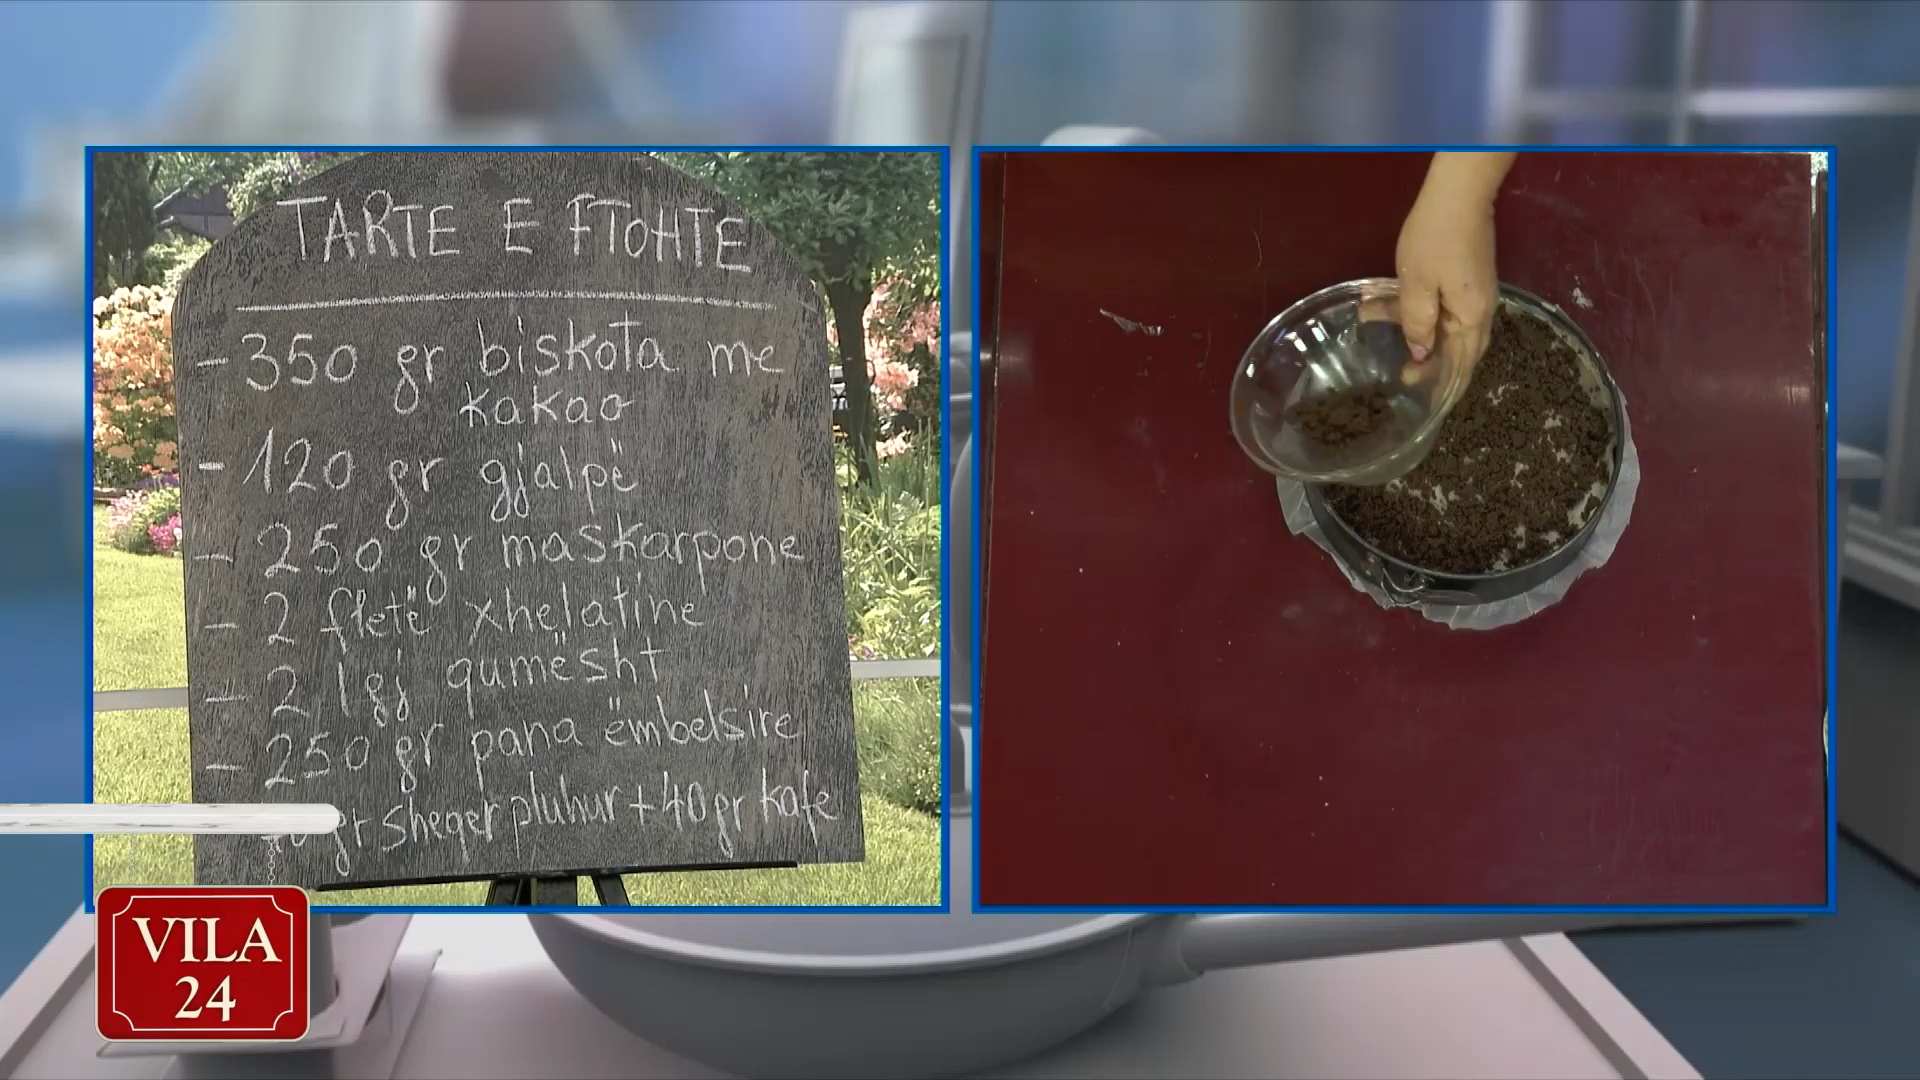 TARTE E FTOHTE
- 350 gr biskota me
kakao
- 120 gr gjalpë
- 250 gr maskarpone
- 2 fletë xhelatine
- 2 lgj qumësht
- 250 gr pana ëmbelsire
gr sheqer pluhur + 40 gr kafe
VILA
24